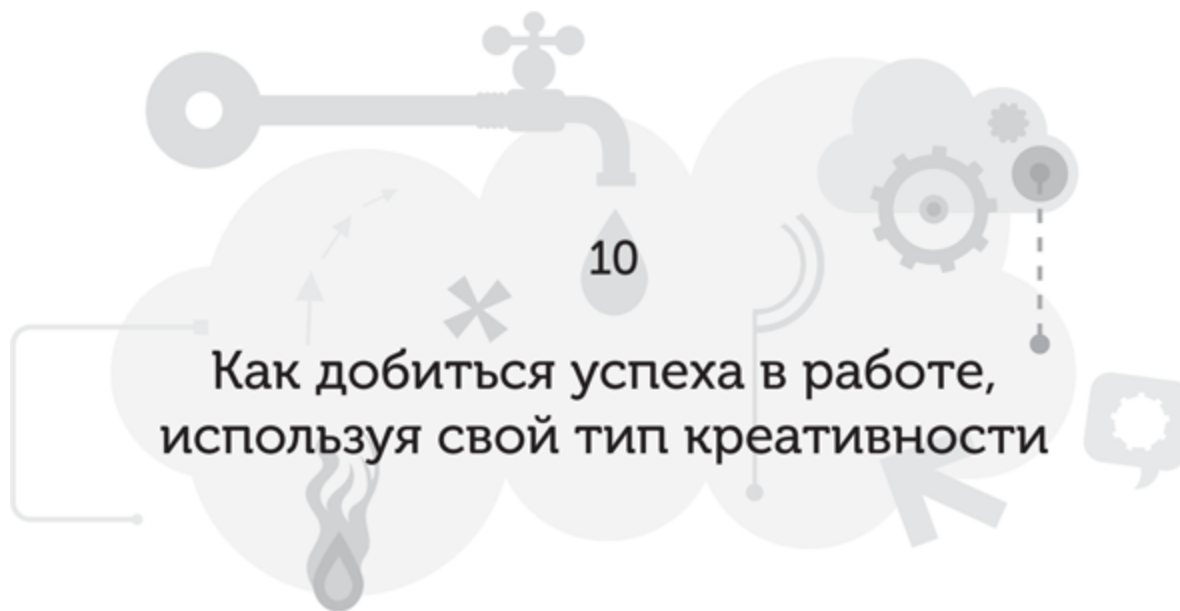 10
Как добиться успеха в работе,
используя свой тип креативности